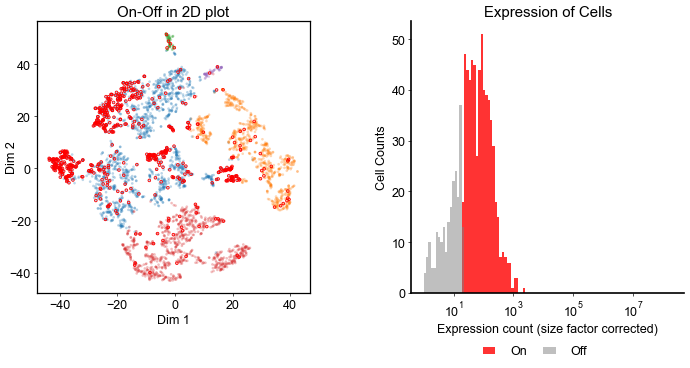 On-Off in 2D plot
Dim 2
40
20
0
−20
−40
−40 −20 0 20 40
Dim 1
Expression of Cells
Cell Counts
50
40
30
20
10
0
10^1 10^3 10^5 10^7
Expression count (size factor corrected)
On Off